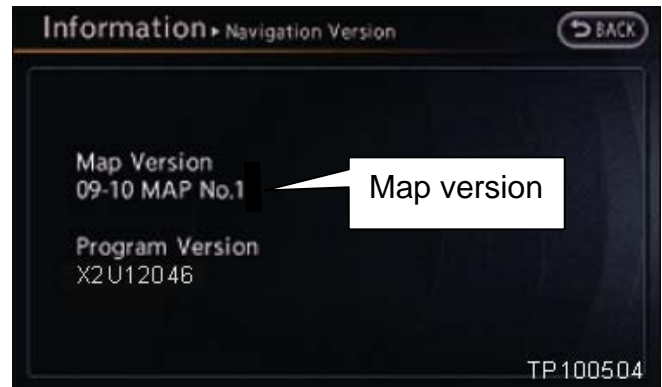 Information ▸ Navigation Version
BACK
Map Version
09-10 MAP No.1
Map version
Program Version
X2U12046
TP100504